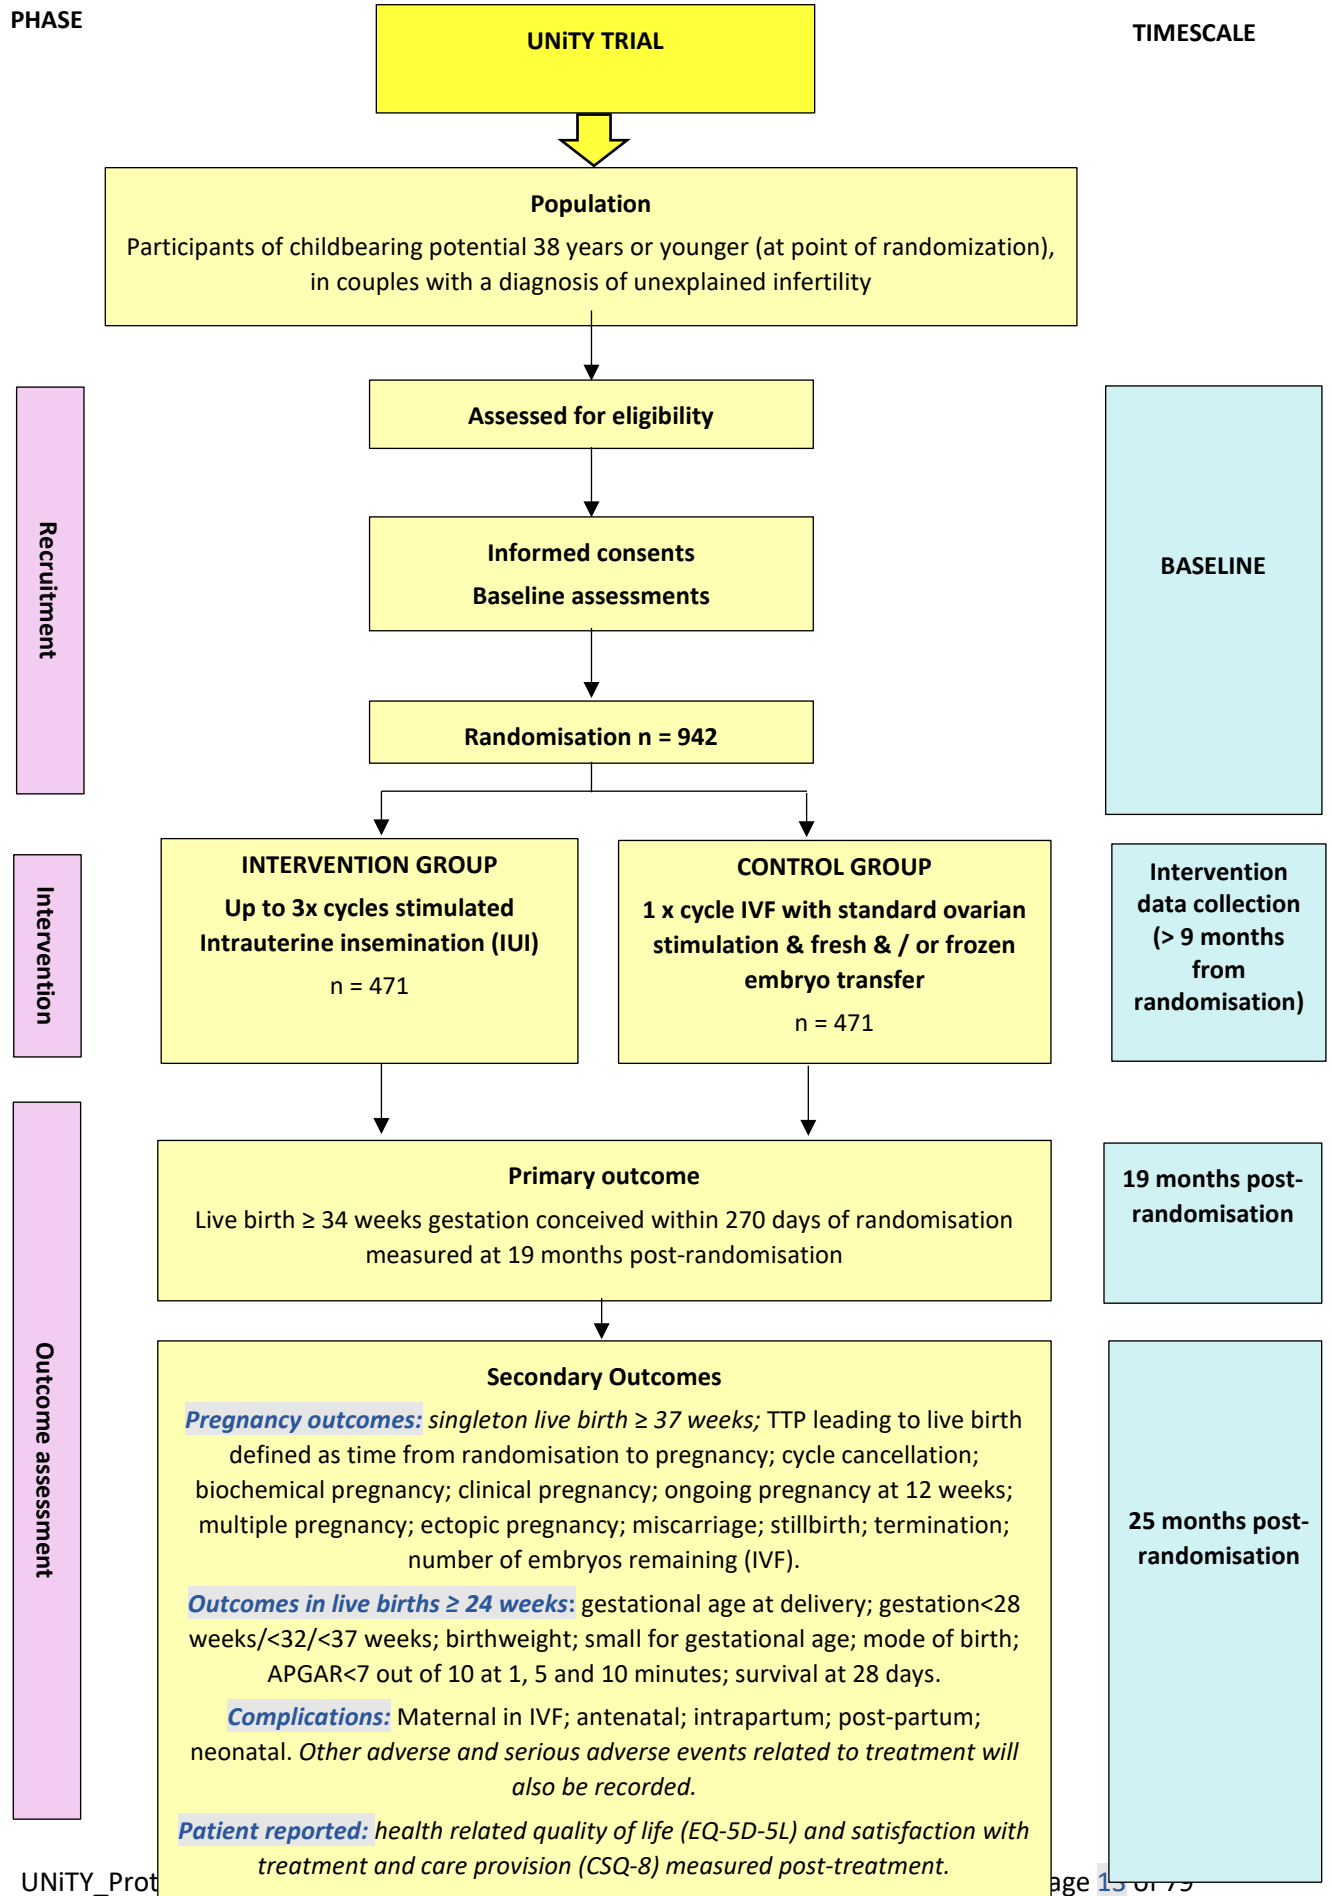 PHASE
UNiTY TRIAL
TIMESCALE
Population
Participants of childbearing potential 38 years or younger (at point of randomization),
in couples with a diagnosis of unexplained infertility
Recruitment
Assessed for eligibility
Informed consents
Baseline assessments
BASELINE
Randomisation n = 942
Intervention
INTERVENTION GROUP
Up to 3x cycles stimulated
Intrauterine insemination (IUI)
n = 471
CONTROL GROUP
1 x cycle IVF with standard ovarian
stimulation & fresh & / or frozen
embryo transfer
n = 471
Intervention
data collection
(> 9 months
from
randomisation)
Outcome assessment
Primary outcome
Live birth ≥ 34 weeks gestation conceived within 270 days of randomisation
measured at 19 months post-randomisation
19 months post-
randomisation
Secondary Outcomes
Pregnancy outcomes: singleton live birth ≥ 37 weeks; TTP leading to live birth
defined as time from randomisation to pregnancy; cycle cancellation;
biochemical pregnancy; clinical pregnancy; ongoing pregnancy at 12 weeks;
multiple pregnancy; ectopic pregnancy; miscarriage; stillbirth; termination;
number of embryos remaining (IVF).
Outcomes in live births ≥ 24 weeks: gestational age at delivery; gestation<28
weeks/<32/<37 weeks; birthweight; small for gestational age; mode of birth;
APGAR<7 out of 10 at 1, 5 and 10 minutes; survival at 28 days.
Complications: Maternal in IVF; antenatal; intrapartum; post-partum;
neonatal. Other adverse and serious adverse events related to treatment will
also be recorded.
Patient reported: health related quality of life (EQ-5D-5L) and satisfaction with
treatment and care provision (CSQ-8) measured post-treatment.
25 months post-
randomisation
UNiTY_Prot
age 13 of 79